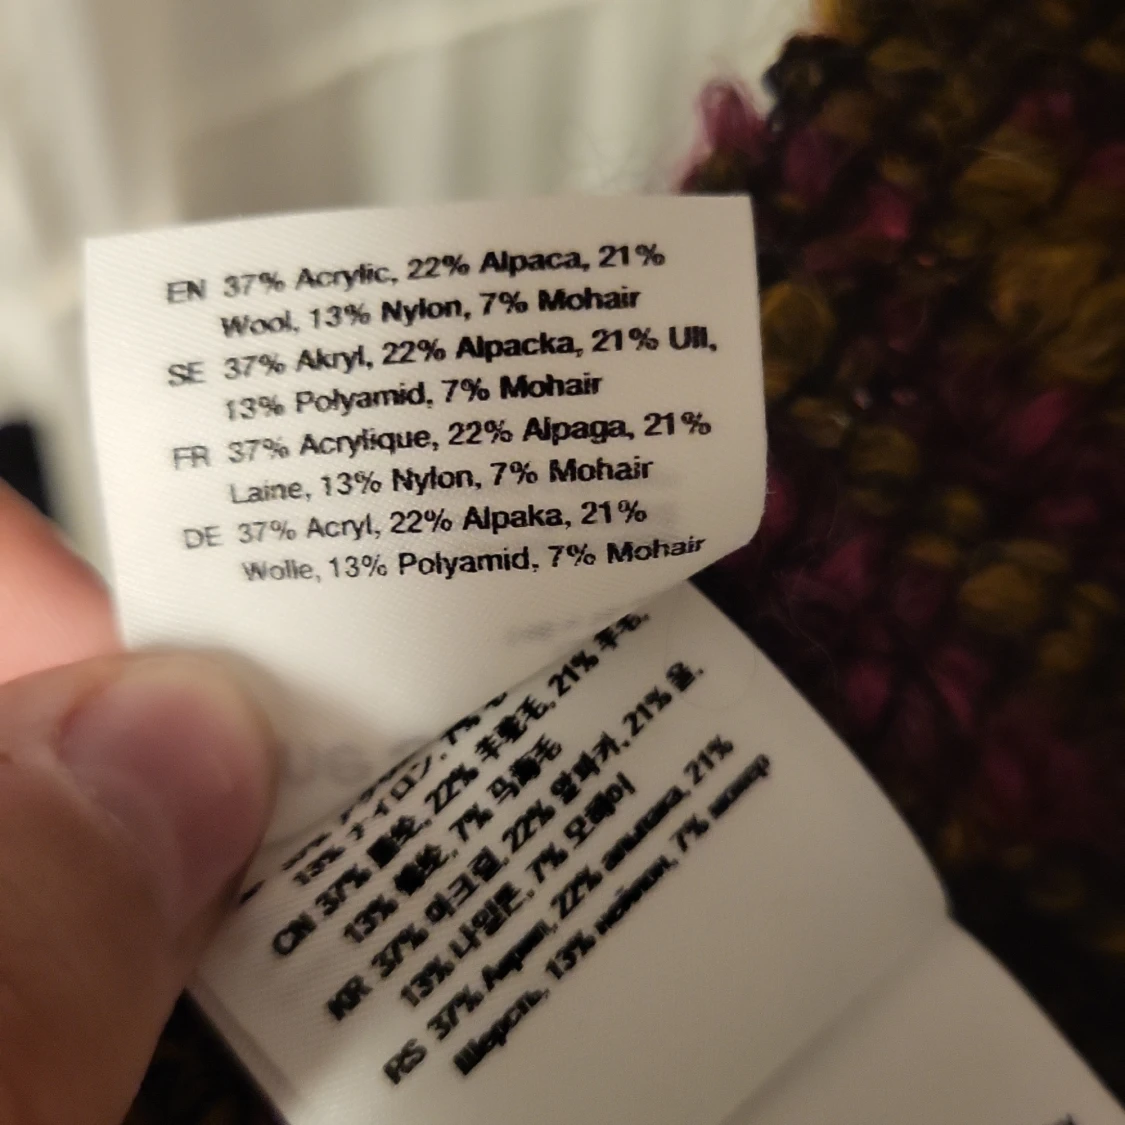 EN 37% Acrylic, 22% Alpaca, 21%
Wool, 13% Nylon, 7% Mohair
SE 37% Akryl, 22% Alpacka, 21% Ull,
13% Polyamid, 7% Mohair
FR 37% Acrylique, 22% Alpaga, 21%
Laine, 13% Nylon, 7% Mohair
DE 37% Acryl, 22% Alpaka, 21%
Wolle, 13% Polyamid, 7% Mohair
13% ナイロン, 7%
CN 37% 腈纶, 22% 羊驼毛, 21% 羊毛,
13% 锦纶, 7% 马海毛
KR 37% 아크릴, 22% 알파카, 21% 울,
13% 나일론, 7% 모헤어
RS 37% Акрил, 22% альпака, 21%
Шерсть, 13% нейлон, 7% мохер